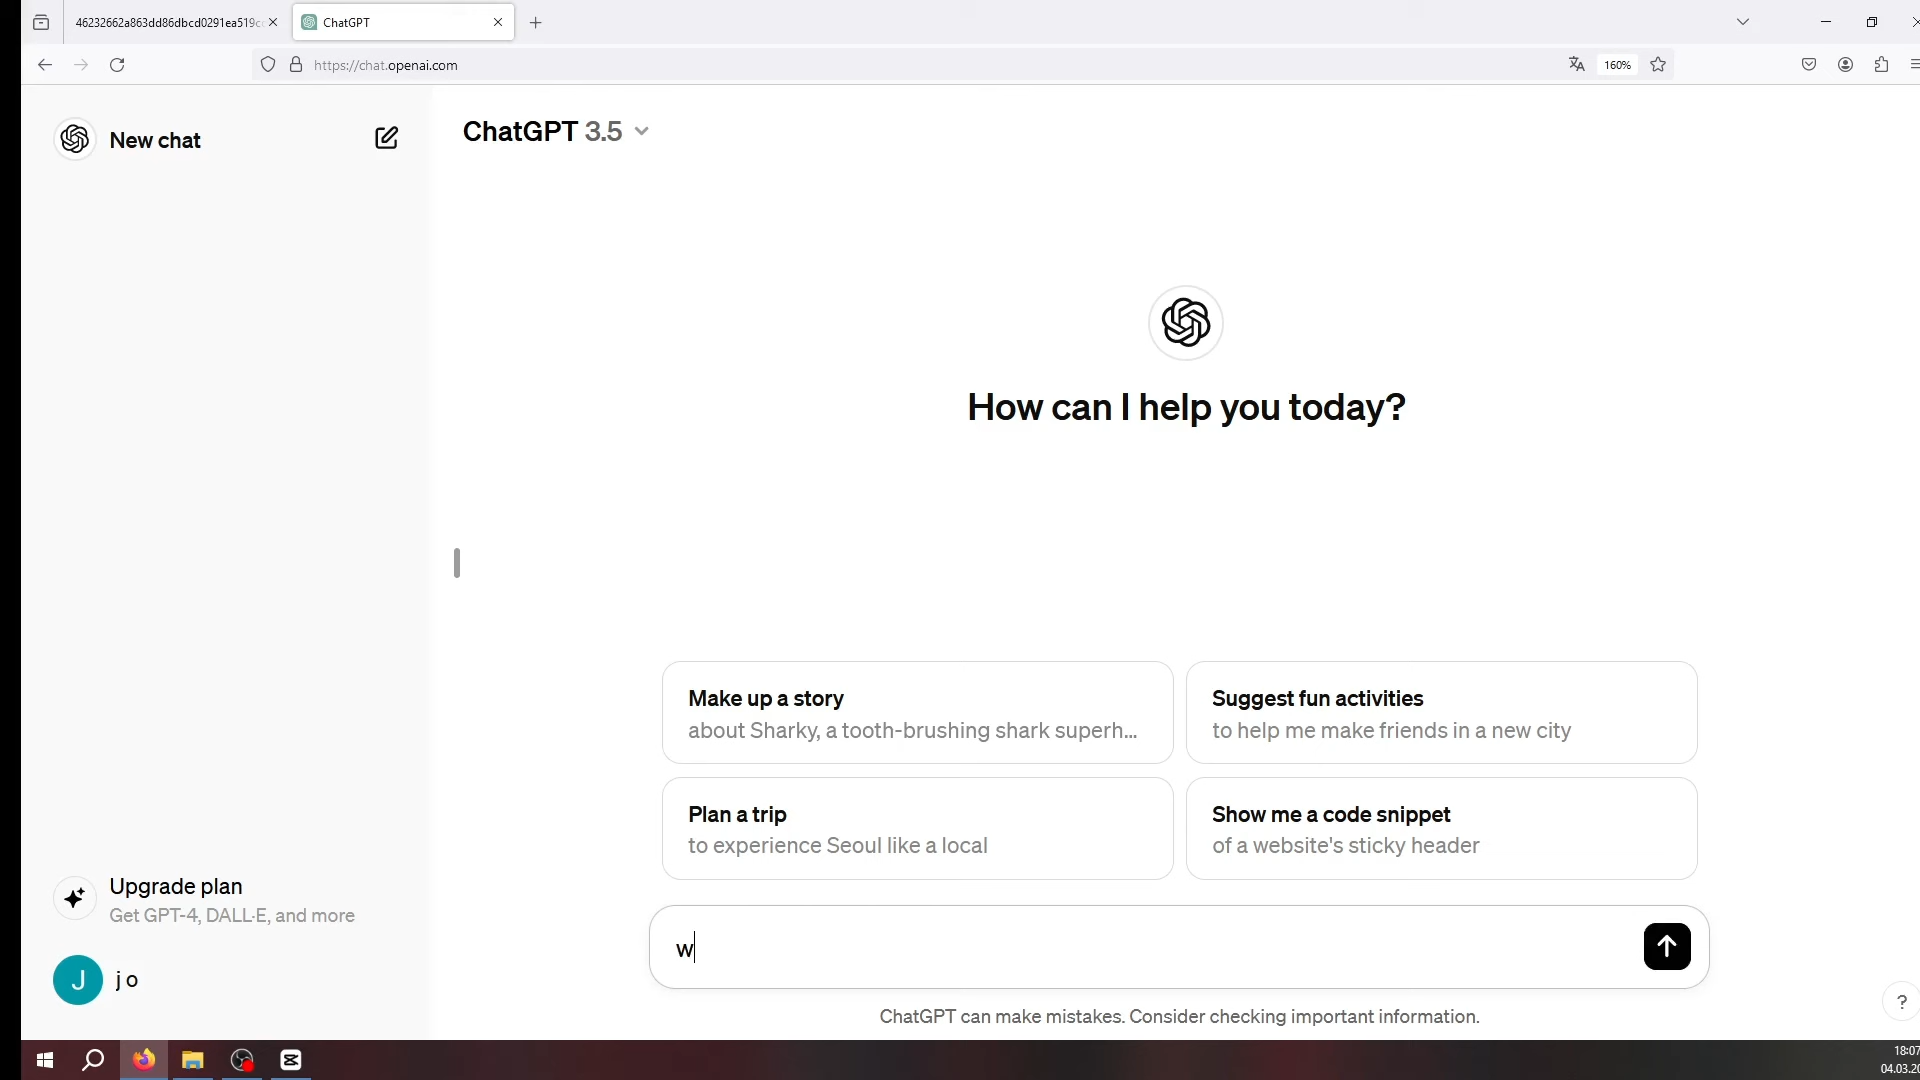 46232662a863dd86dbcd0291ea519c
ChatGPT
https://chat.openai.com
160%
New chat
ChatGPT 3.5
How can I help you today?
Make up a story
about Sharky, a tooth-brushing shark superh...
Suggest fun activities
to help me make friends in a new city
Plan a trip
to experience Seoul like a local
Show me a code snippet
of a website's sticky header
Upgrade plan
Get GPT-4, DALL·E, and more
J
j o
w
ChatGPT can make mistakes. Consider checking important information.
?
18:07
04.03.20